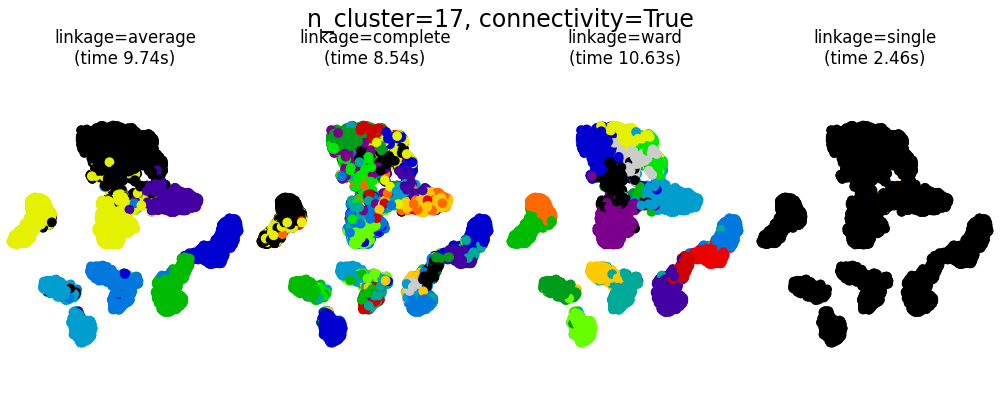 n_cluster=17, connectivity=True
linkage=average
(time 9.74s)
linkage=complete
(time 8.54s)
linkage=ward
(time 10.63s)
linkage=single
(time 2.46s)